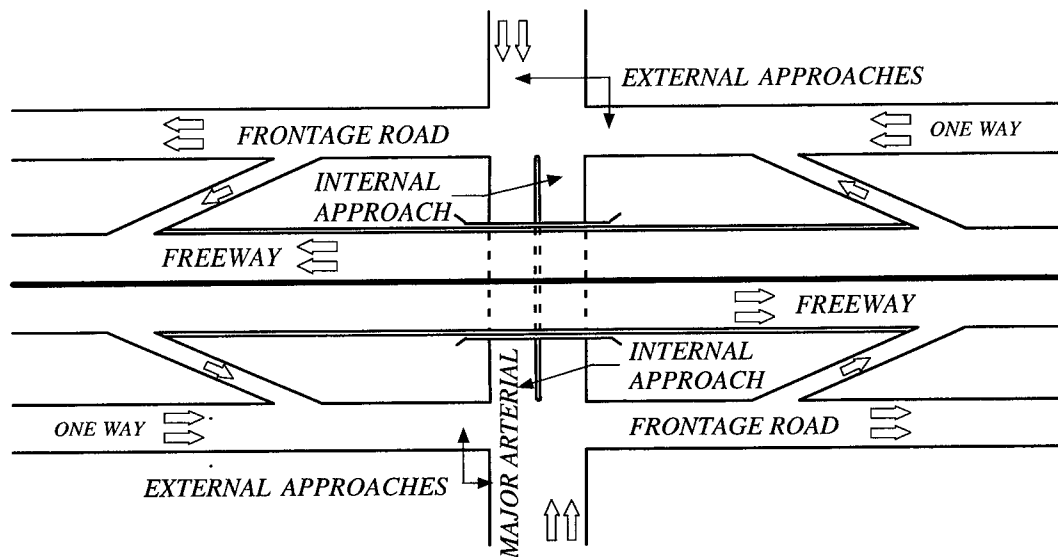 EXTERNAL APPROACHES
FRONTAGE ROAD
ONE WAY
INTERNAL
APPROACH
FREEWAY
FREEWAY
INTERNAL
APPROACH
MAJOR ARTERIAL
ONE WAY
FRONTAGE ROAD
EXTERNAL APPROACHES